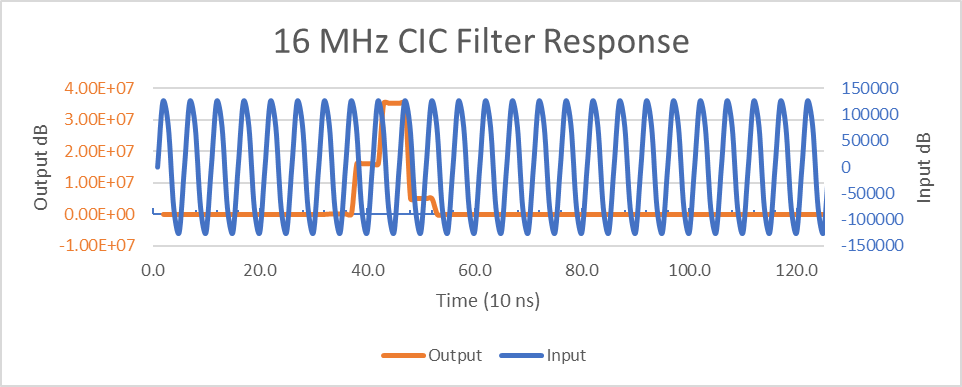 16 MHz CIC Filter Response
Output dB
4.00E+07
3.00E+07
2.00E+07
1.00E+07
0.00E+00
-1.00E+07
150000
100000
50000
0
-50000
-100000
-150000
Input dB
0.0 20.0 40.0 60.0 80.0 100.0 120.0
Time (10 ns)
Output Input